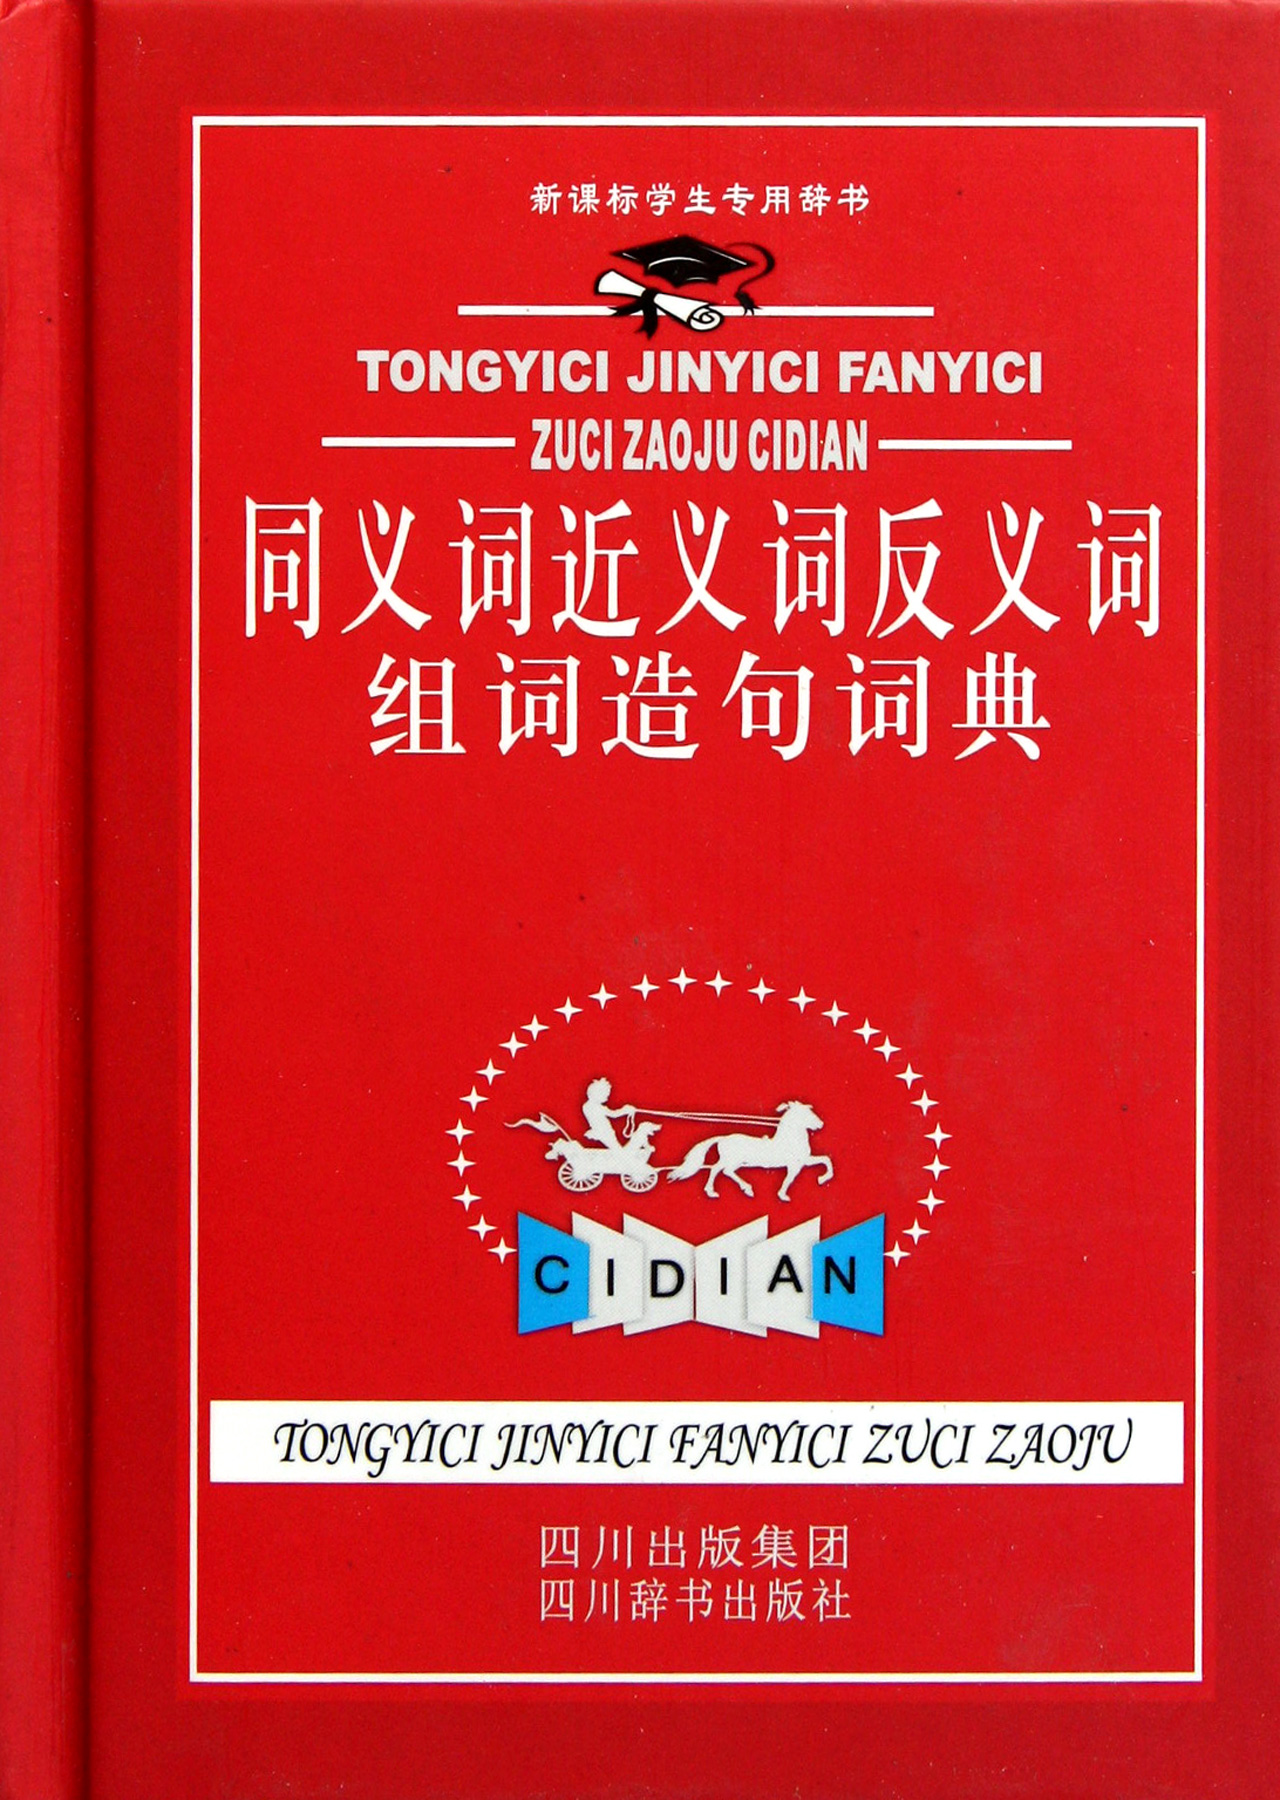 新课标学生专用辞书
TONGYICI JINYICI FANYICI
ZUCI ZAOJU CIDIAN
同义词近义词反义词
组词造句词典
CIDIAN
TONGYICI JINYICI FANYICI ZUCI ZAOJU
四川出版集团
四川辞书出版社